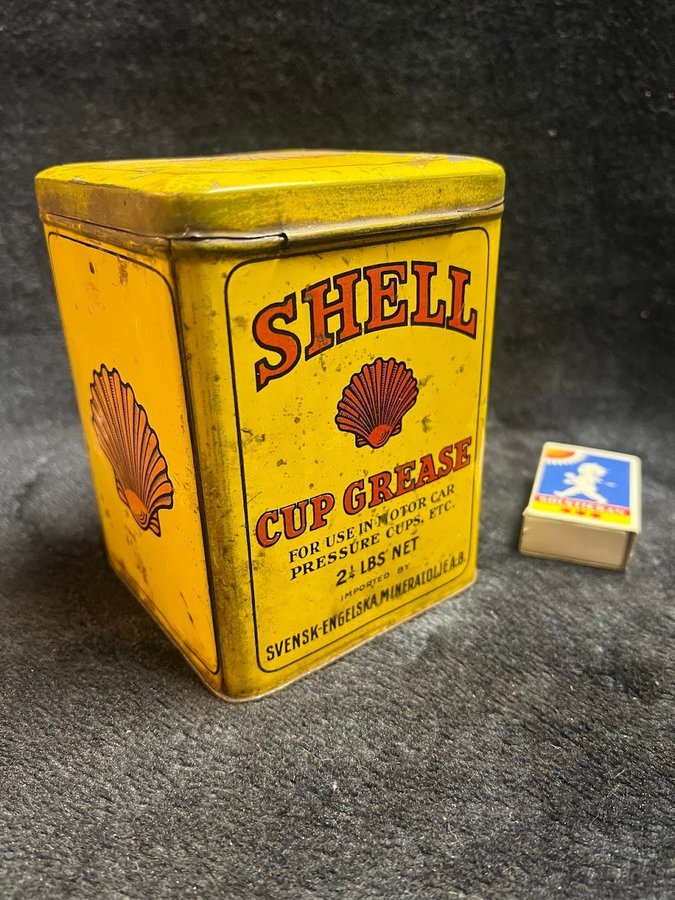 SHELL
CUP GREASE
FOR USE IN MOTOR CAR
PRESSURE CUPS, ETC.
2¼ LBS NET
IMPORTED BY
SVENSK-ENGELSKA MINERALOLJE A.B.